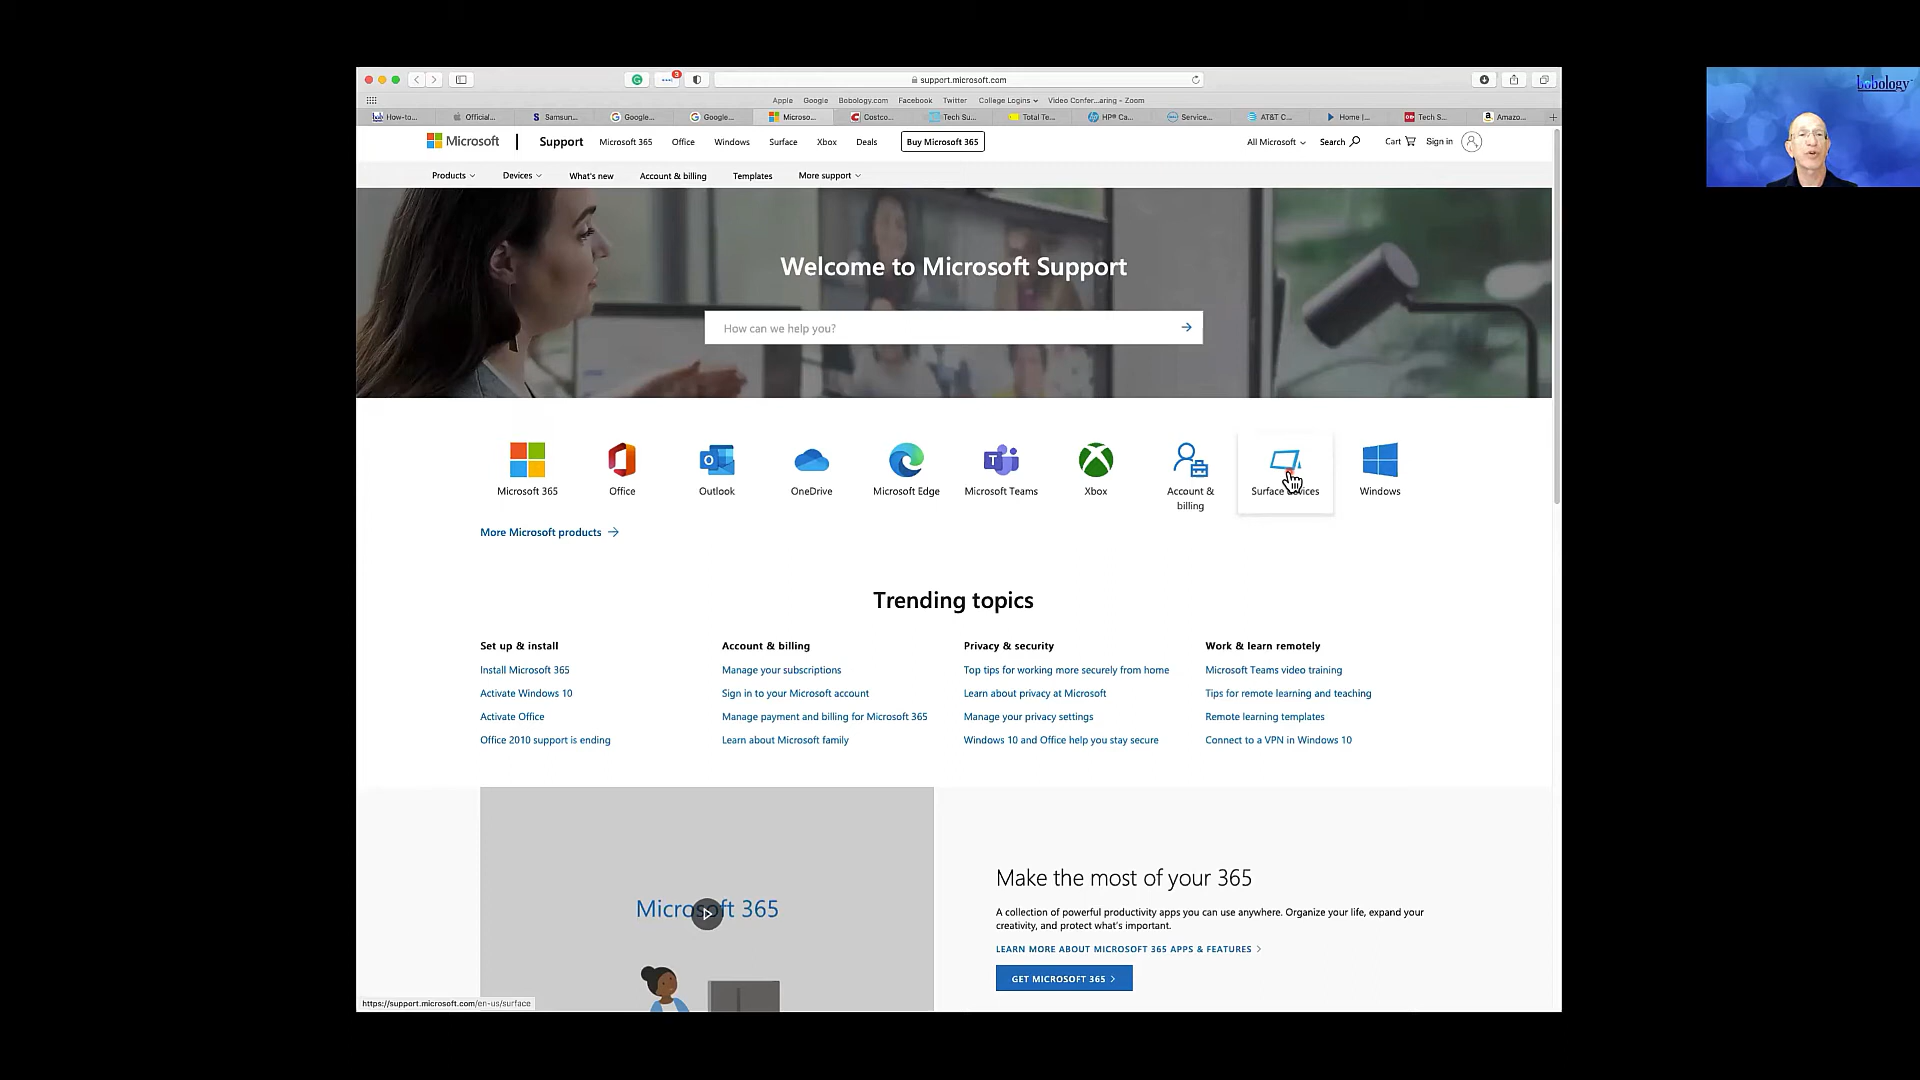 bobology
3
support.microsoft.com
Apple Google Bobology.com Facebook Twitter College Logins Video Confer...aring - Zoom
How-to... Official... Samsun... Google... Google... Microso... Costco... Tech Su... Total Te... HP® Ca... Service... AT&T C... Home |... Tech S... Amazo...
Microsoft Support Microsoft 365 Office Windows Surface Xbox Deals Buy Microsoft 365 All Microsoft Search Cart Sign in
Products Devices What's new Account & billing Templates More support
Welcome to Microsoft Support
How can we help you?
Microsoft 365 Office Outlook OneDrive Microsoft Edge Microsoft Teams Xbox Account & billing Surface Windows
More Microsoft products
Trending topics
Set up & install
Install Microsoft 365
Activate Windows 10
Activate Office
Office 2010 support is ending
Account & billing
Manage your subscriptions
Sign in to your Microsoft account
Manage payment and billing for Microsoft 365
Learn about Microsoft family
Privacy & security
Top tips for working more securely from home
Learn about privacy at Microsoft
Manage your privacy settings
Windows 10 and Office help you stay secure
Work & learn remotely
Microsoft Teams video training
Tips for remote learning and teaching
Remote learning templates
Connect to a VPN in Windows 10
Microsoft 365
Make the most of your 365
A collection of powerful productivity apps you can use anywhere. Organize your life, expand your
creativity, and protect what's important.
LEARN MORE ABOUT MICROSOFT 365 APPS & FEATURES
GET MICROSOFT 365
https://support.microsoft.com/en-us/surface